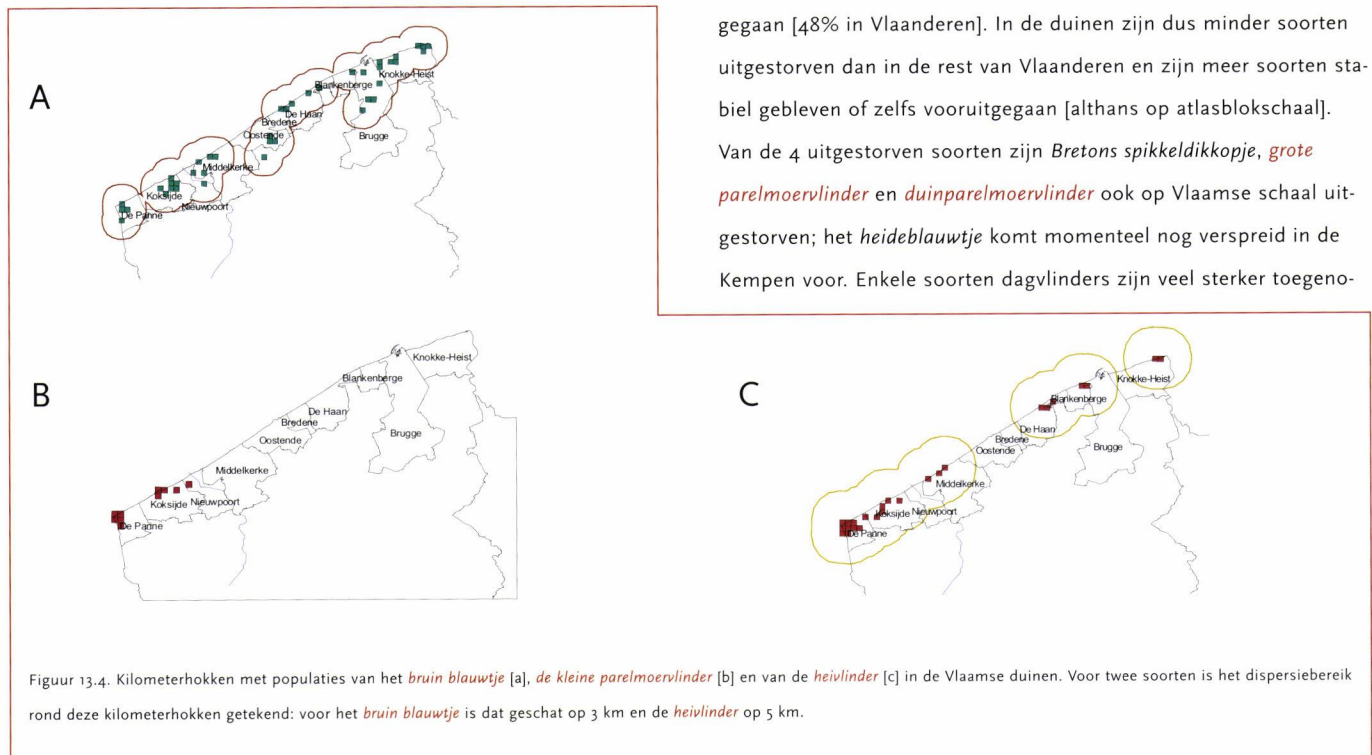 gegaan [48% in Vlaanderen]. In de duinen zijn dus minder soorten
uitgestorven dan in de rest van Vlaanderen en zijn meer soorten sta-
biel gebleven of zelfs vooruitgegaan [althans op atlasblokschaal].
Van de 4 uitgestorven soorten zijn Bretons spikkeldikkopje, grote
parelmoervlinder en duinparelmoervlinder ook op Vlaamse schaal uit-
gestorven; het heideblauwtje komt momenteel nog verspreid in de
Kempen voor. Enkele soorten dagvlinders zijn veel sterker toegeno-
A
Knokke-Heist
Blankenberge
De Haan
Bredene
Oostende
Brugge
Middelkerke
Koksijde
Nieuwpoort
De Panne
B
Knokke-Heist
Blankenberge
De Haan
Bredene
Brugge
Oostende
Middelkerke
Koksijde
Nieuwpoort
De Panne
C
Knokke-Heist
Blankenberge
De Haan
Bredene
Brugge
Oostende
Middelkerke
Koksijde
Nieuwpoort
De Panne
Figuur 13.4. Kilometerhokken met populaties van het bruin blauwtje [a], de kleine parelmoervlinder [b] en van de heivlinder [c] in de Vlaamse duinen. Voor twee soorten is het dispersiebereik
rond deze kilometerhokken getekend: voor het bruin blauwtje is dat geschat op 3 km en de heivlinder op 5 km.